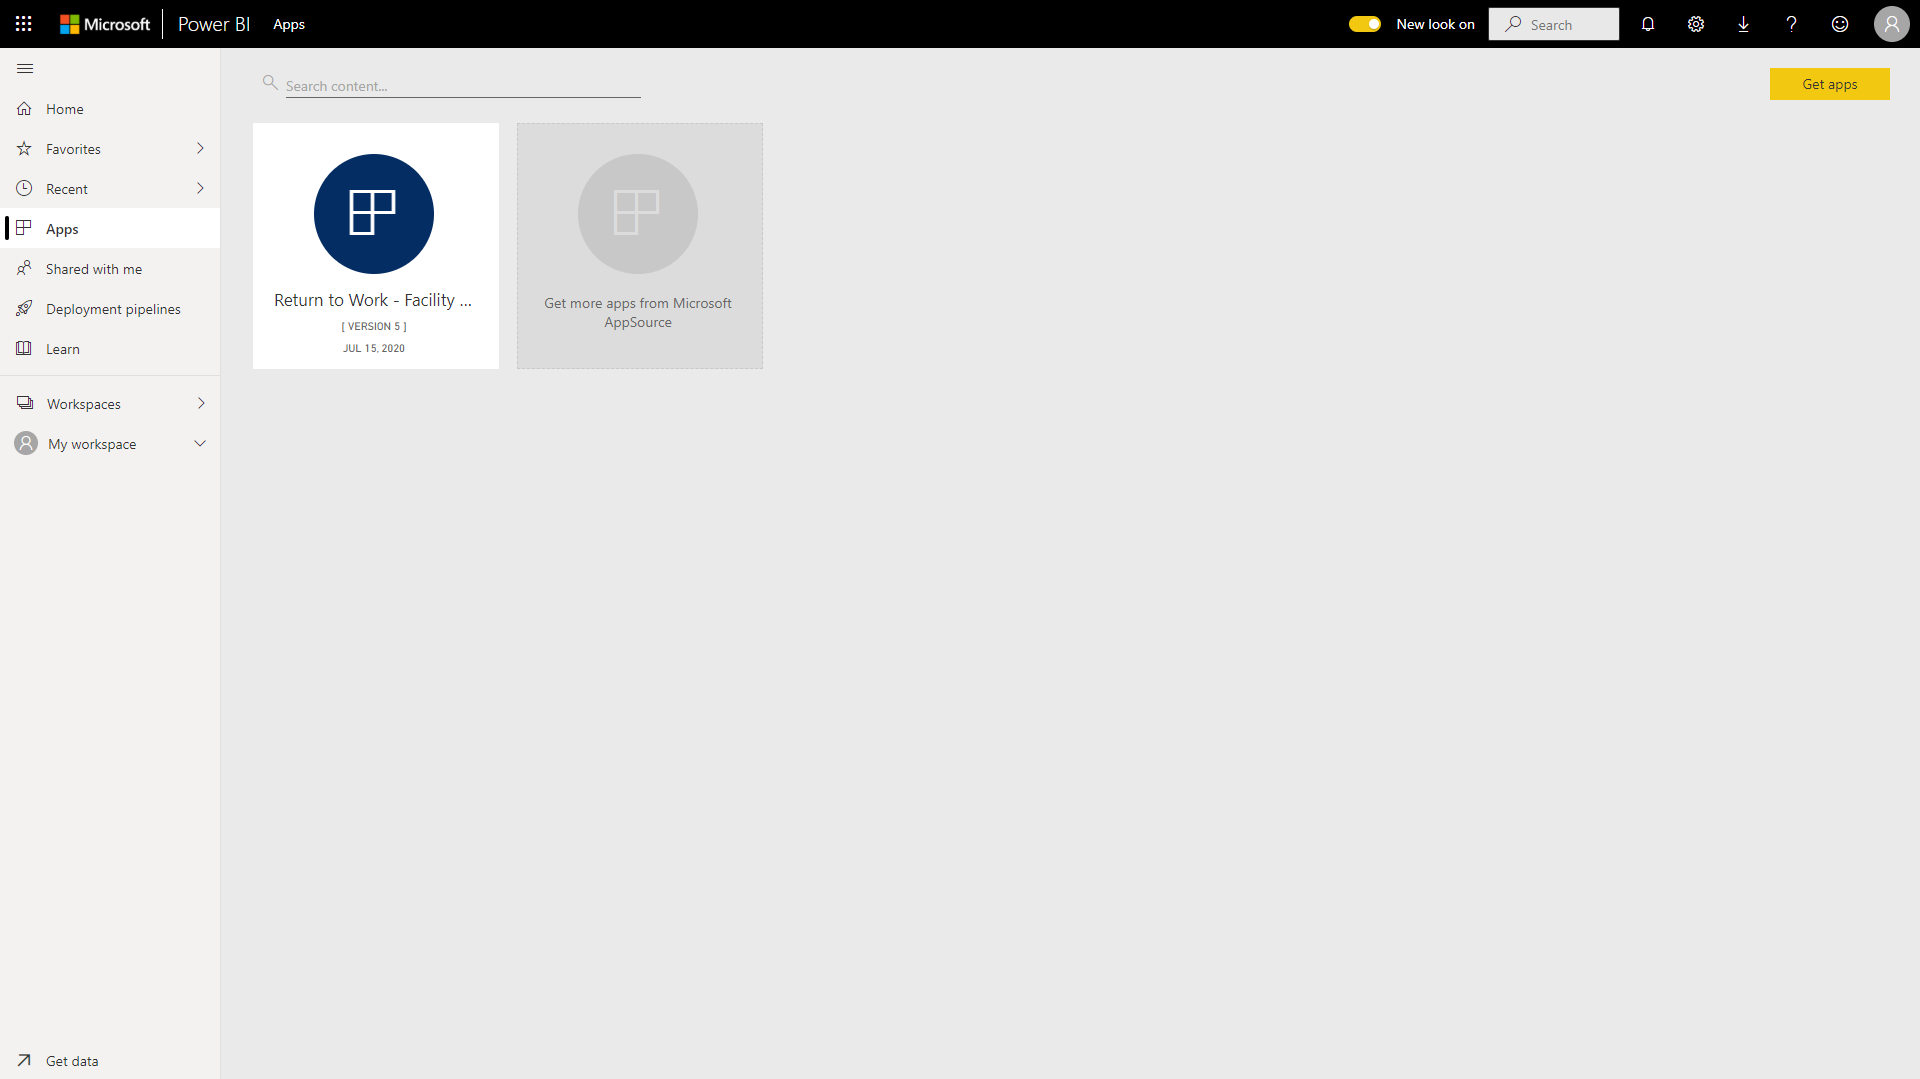 Microsoft Power BI Apps New look on Search
Search content...
Get apps
Home
Favorites
Recent
Apps
Shared with me
Deployment pipelines
Learn
Workspaces
My workspace
Get data
Return to Work - Facility ...
[ VERSION 5 ]
JUL 15, 2020
Get more apps from Microsoft
AppSource